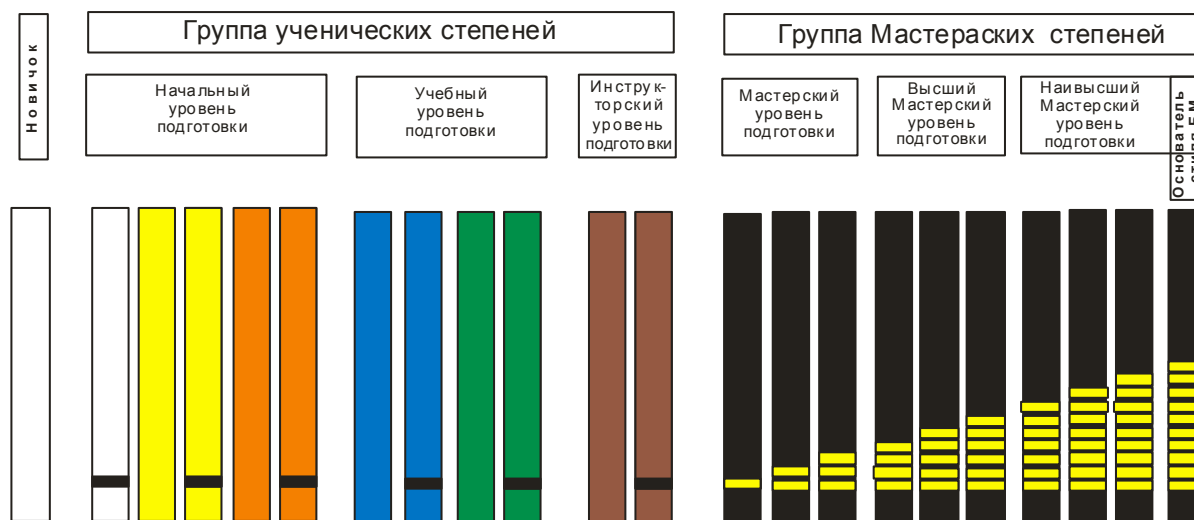 Новичок
Группа ученических степеней
Группа Мастераских степеней
Начальный
уровень
подготовки
Учебный
уровень
подготовки
Инструк-
торский
уровень
подготовки
Мастерский
уровень
подготовки
Высший
Мастерский
уровень
подготовки
Наивысший
Мастерский
уровень
подготовки
Основатель